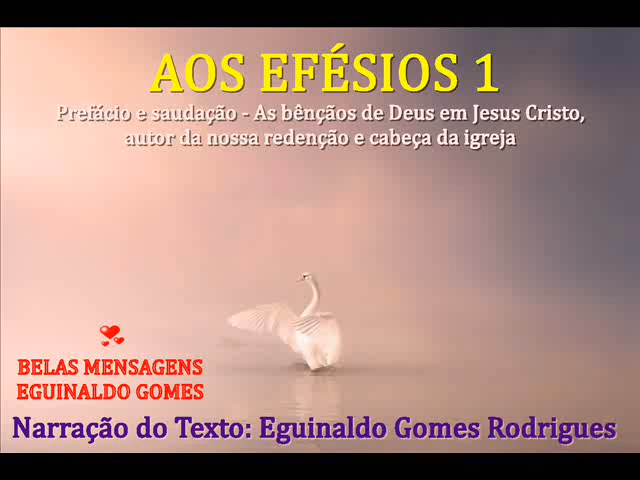 AOS EFÉSIOS 1
Prefácio e saudação - As bênçãos de Deus em Jesus Cristo,
autor da nossa redenção e cabeça da igreja
BELAS MENSAGENS
EGUINALDO GOMES
Narração do Texto: Eguinaldo Gomes Rodrigues